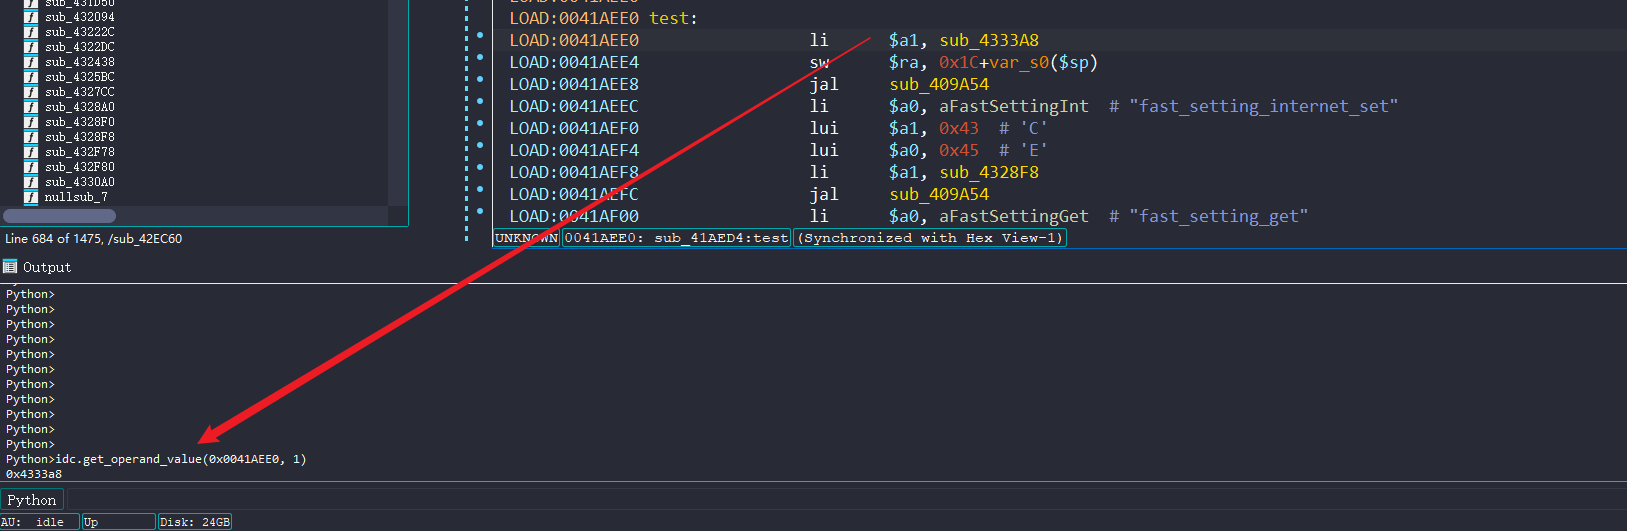 sub_431D50
sub_432094
sub_43222C
sub_4322DC
sub_432438
sub_4325BC
sub_4327CC
sub_4328A0
sub_4328F0
sub_4328F8
sub_432F78
sub_432F80
sub_4330A0
nullsub_7
Line 684 of 1475, /sub_42EC60
LOAD:0041AEE0
LOAD:0041AEE0 test:
LOAD:0041AEE0 li $a1, sub_4333A8
LOAD:0041AEE4 sw $ra, 0x1C+var_s0($sp)
LOAD:0041AEE8 jal sub_409A54
LOAD:0041AEEC li $a0, aFastSettingInt # "fast_setting_internet_set"
LOAD:0041AEF0 lui $a1, 0x43 # 'C'
LOAD:0041AEF4 lui $a0, 0x45 # 'E'
LOAD:0041AEF8 li $a1, sub_4328F8
LOAD:0041AEFC jal sub_409A54
LOAD:0041AF00 li $a0, aFastSettingGet # "fast_setting_get"
UNKNOWN 0041AEE0: sub_41AED4:test (Synchronized with Hex View-1)
Output
Python>
Python>
Python>
Python>
Python>
Python>
Python>
Python>
Python>
Python>
Python>
Python>idc.get_operand_value(0x0041AEE0, 1)
0x4333a8
Python
AU: idle Up Disk: 24GB